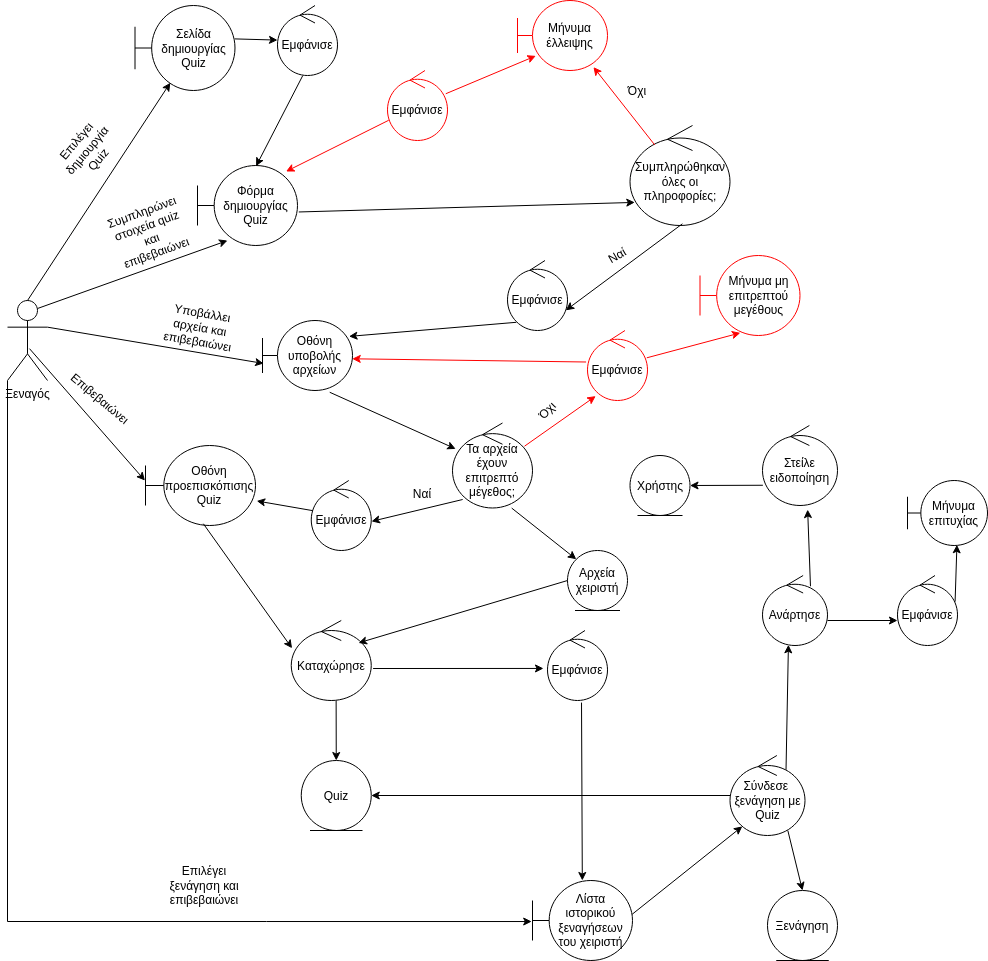 Σελίδα
δημιουργίας
Quiz
Εμφάνισε
Μήνυμα
έλλειψης
Εμφάνισε
Όχι
Επιλέγει
δημιουργία
Quiz
Συμπληρώθηκαν
όλες οι
πληροφορίες;
Φόρμα
δημιουργίας
Quiz
Συμπληρώνει
στοιχεία quiz
και
επιβεβαιώνει
Ναί
Εμφάνισε
Μήνυμα μη
επιτρεπτού
μεγέθους
Υποβάλλει
αρχεία και
επιβεβαιώνει
Οθόνη
υποβολής
αρχείων
Εμφάνισε
Ξεναγός
Επιβεβαιώνει
Όχι
Τα αρχεία
έχουν
επιτρεπτό
μέγεθος;
Οθόνη
προεπισκόπισης
Quiz
Ναί
Εμφάνισε
Χρήστης
Στείλε
ειδοποίηση
Μήνυμα
επιτυχίας
Αρχεία
χειριστή
Ανάρτησε
Εμφάνισε
Καταχώρησε
Εμφάνισε
Quiz
Σύνδεσε
ξενάγηση με
Quiz
Επιλέγει
ξενάγηση και
επιβεβαιώνει
Λίστα
ιστορικού
ξεναγήσεων
του χειριστή
Ξενάγηση